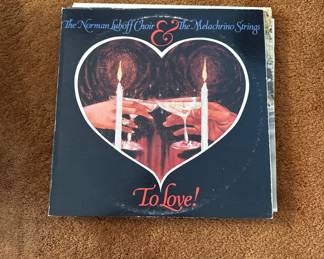 The Norman Luboff Choir & The Melachrino Strings
To Love!